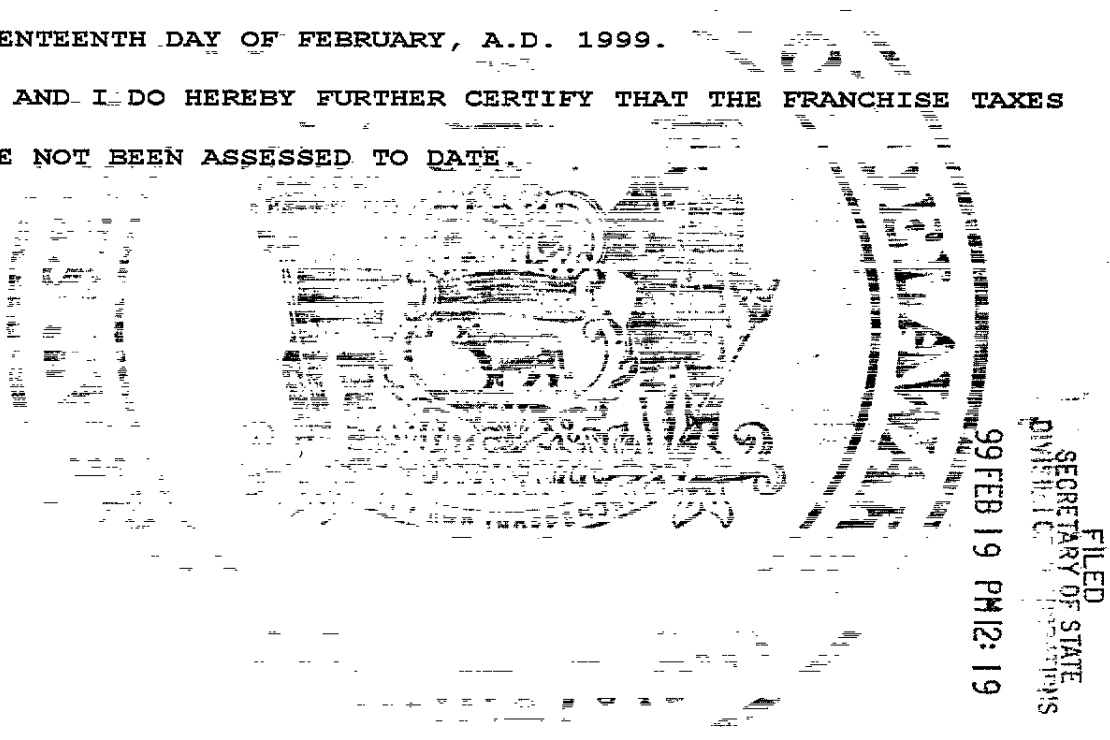 ENTEENTH DAY OF FEBRUARY, A.D. 1999.
AND I DO HEREBY FURTHER CERTIFY THAT THE FRANCHISE TAXES
E NOT BEEN ASSESSED TO DATE.
FILED
SECRETARY OF STATE
99 FEB 19 PM 12: 19